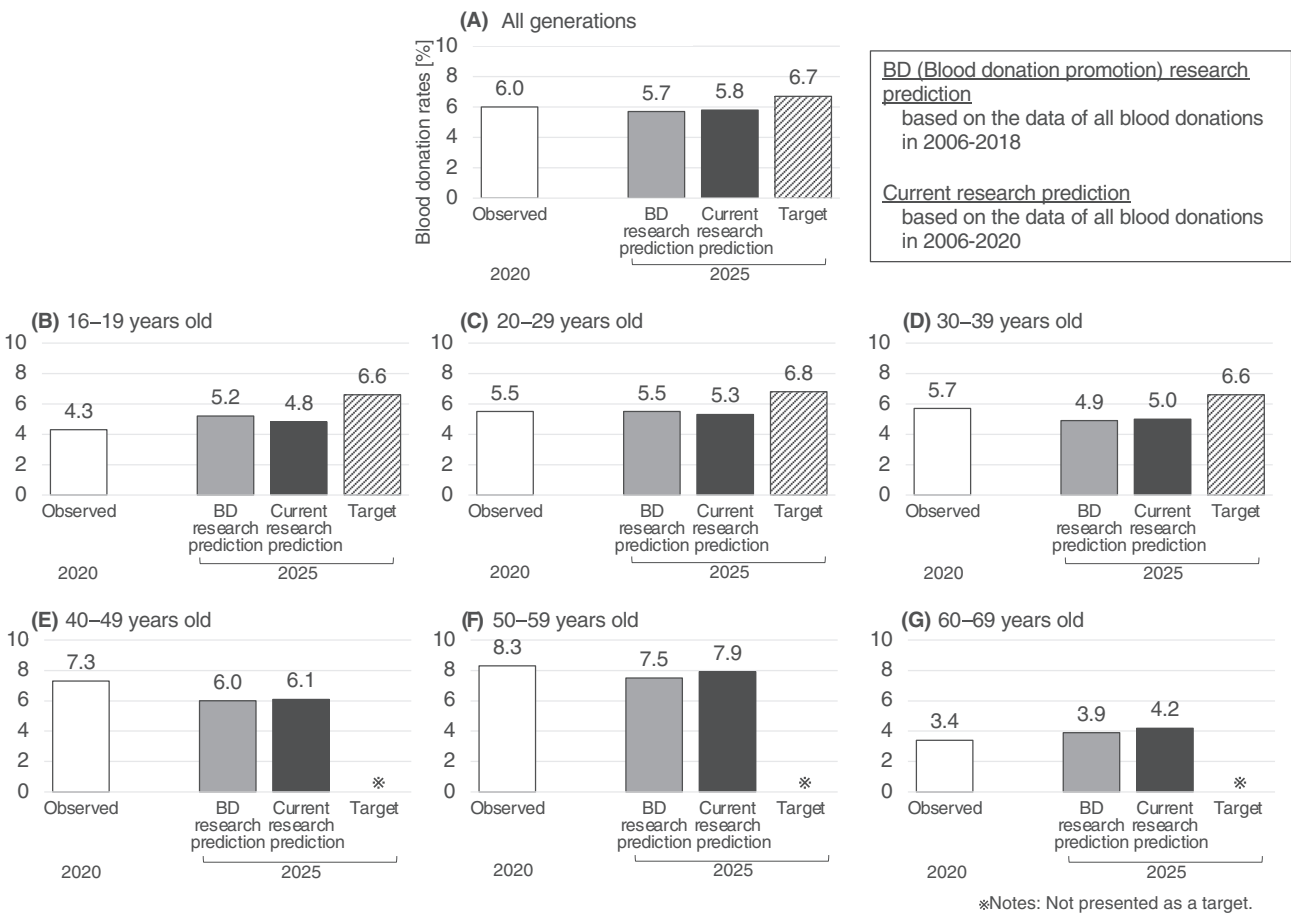 (A) All generations
Blood donation rates [%]
10
8
6
4
2
0
6.0
5.7
5.8
6.7
Observed
BD
research
prediction
Current
research
prediction
Target
2020
2025
BD (Blood donation promotion) research
prediction
based on the data of all blood donations
in 2006-2018
Current research prediction
based on the data of all blood donations
in 2006-2020
(B) 16–19 years old
10
8
6
4
2
0
4.3
5.2
4.8
6.6
Observed
BD
research
prediction
Current
research
prediction
Target
2020
2025
(C) 20–29 years old
10
8
6
4
2
0
5.5
5.5
5.3
6.8
Observed
BD
research
prediction
Current
research
prediction
Target
2020
2025
(D) 30–39 years old
10
8
6
4
2
0
5.7
4.9
5.0
6.6
Observed
BD
research
prediction
Current
research
prediction
Target
2020
2025
(E) 40–49 years old
10
8
6
4
2
0
7.3
6.0
6.1
※
Observed
BD
research
prediction
Current
research
prediction
Target
2020
2025
(F) 50–59 years old
10
8
6
4
2
0
8.3
7.5
7.9
※
Observed
BD
research
prediction
Current
research
prediction
Target
2020
2025
(G) 60–69 years old
10
8
6
4
2
0
3.4
3.9
4.2
※
Observed
BD
research
prediction
Current
research
prediction
Target
2020
2025
※Notes: Not presented as a target.